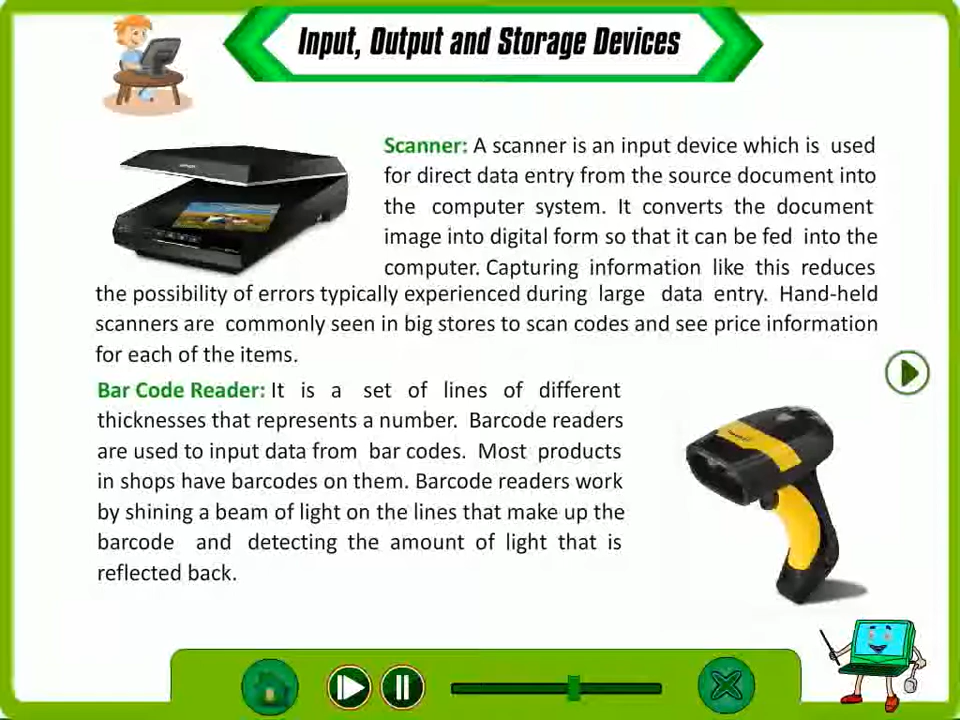 Input, Output and Storage Devices
Scanner: A scanner is an input device which is used
for direct data entry from the source document into
the computer system. It converts the document
image into digital form so that it can be fed into the
computer. Capturing information like this reduces
the possibility of errors typically experienced during large data entry. Hand-held
scanners are commonly seen in big stores to scan codes and see price information
for each of the items.
Bar Code Reader: It is a set of lines of different
thicknesses that represents a number. Barcode readers
are used to input data from bar codes. Most products
in shops have barcodes on them. Barcode readers work
by shining a beam of light on the lines that make up the
barcode and detecting the amount of light that is
reflected back.